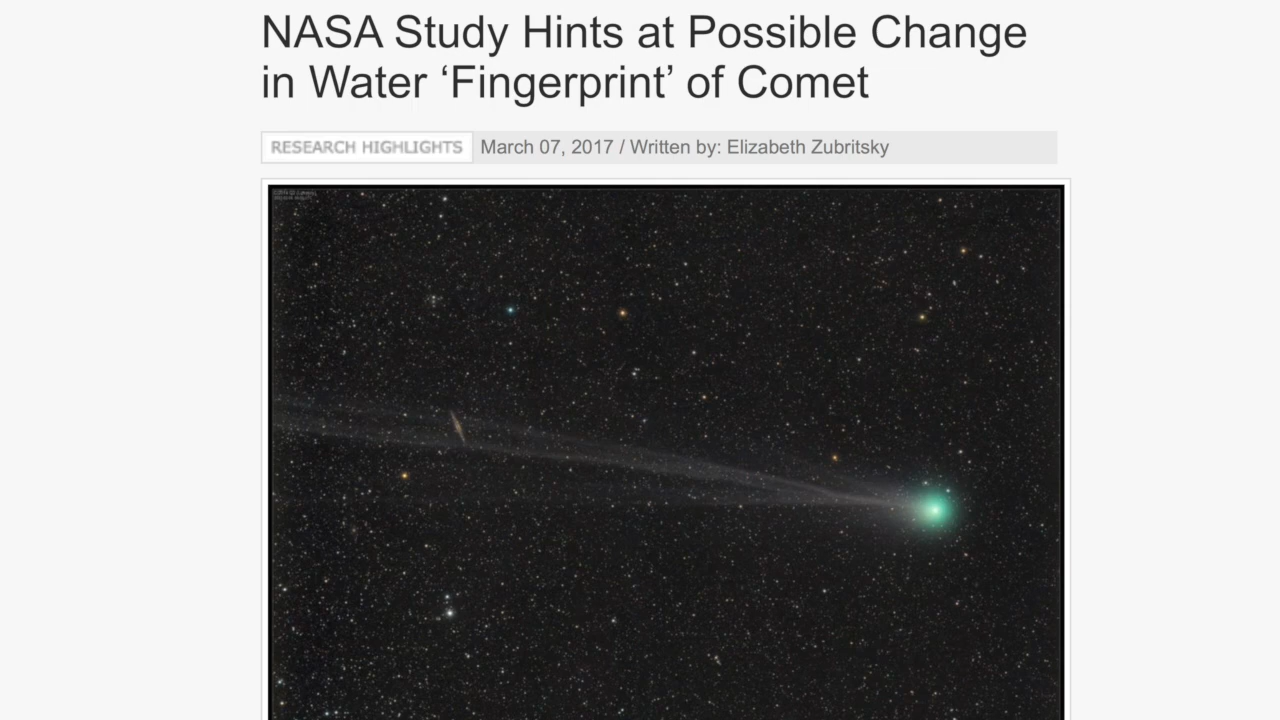 NASA Study Hints at Possible Change
in Water ‘Fingerprint’ of Comet
RESEARCH HIGHLIGHTS
March 07, 2017 / Written by: Elizabeth Zubritsky